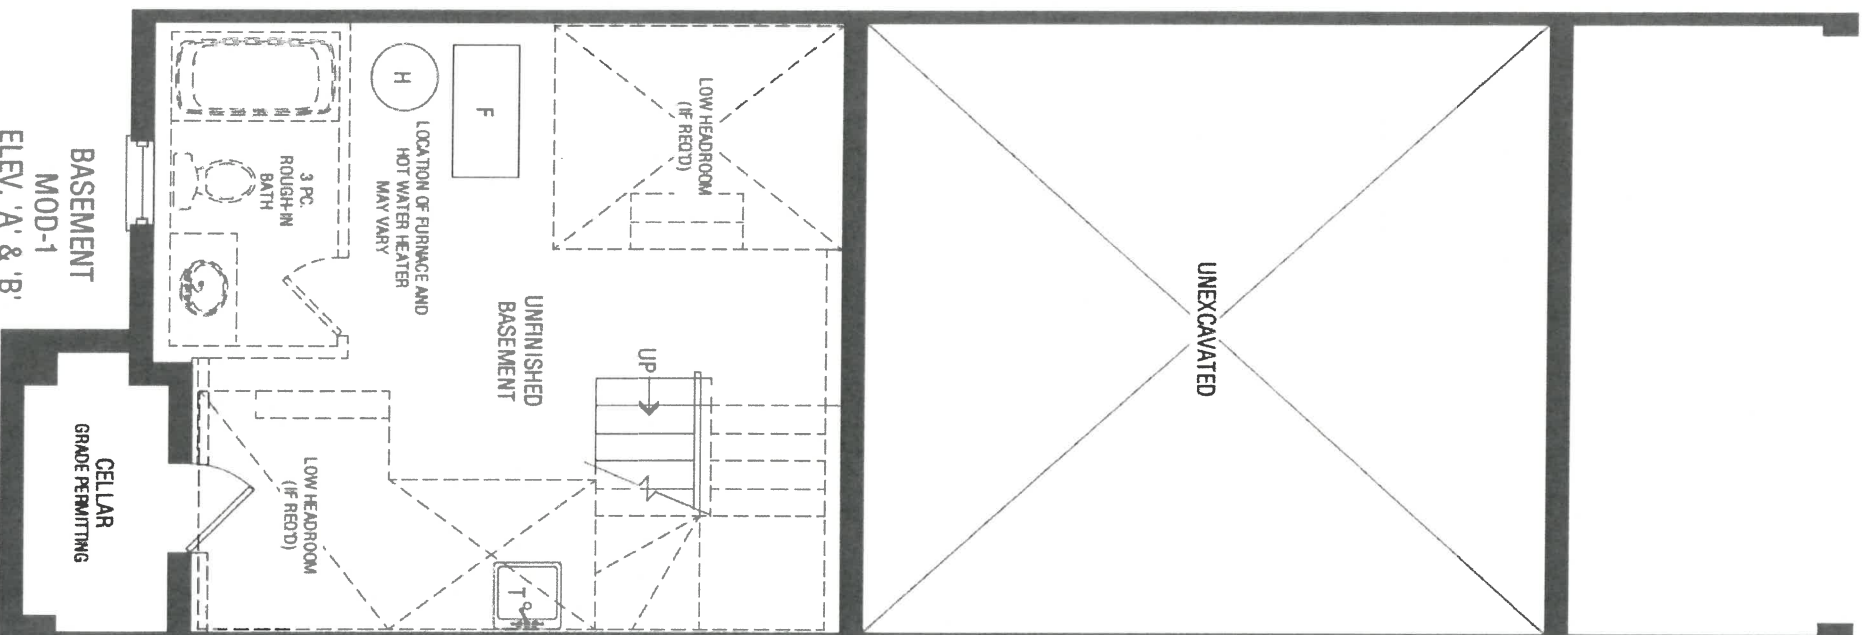 UNEXCAVATED
LOW HEADROOM
(IF REQ'D)
F
H
LOCATION OF FURNACE AND
HOT WATER HEATER
MAY VARY
3 PC.
ROUGH-IN
BATH
UNFINISHED
BASEMENT
UP
LOW HEADROOM
(IF REQ'D)
T
CELLAR
GRADE PERMITTING
BASEMENT
MOD-1
ELEV. 'A' & 'B'